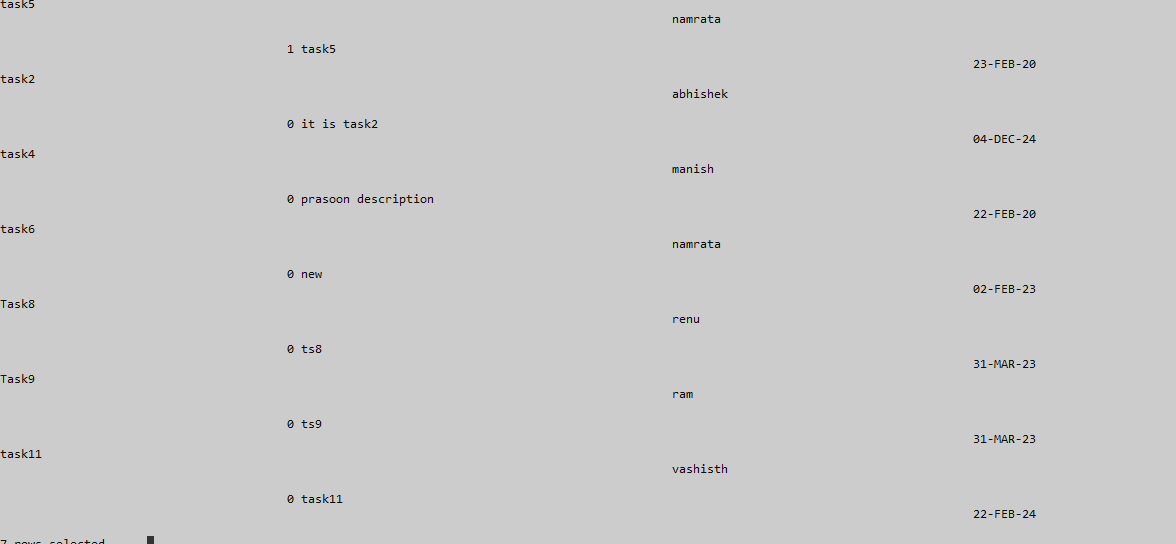 task5
namrata
1 task5
23-FEB-20
task2
abhishek
0 it is task2
04-DEC-24
task4
manish
0 prasoon description
22-FEB-20
task6
namrata
0 new
02-FEB-23
Task8
renu
0 ts8
31-MAR-23
Task9
ram
0 ts9
31-MAR-23
task11
vashisth
0 task11
22-FEB-24
7 rows selected